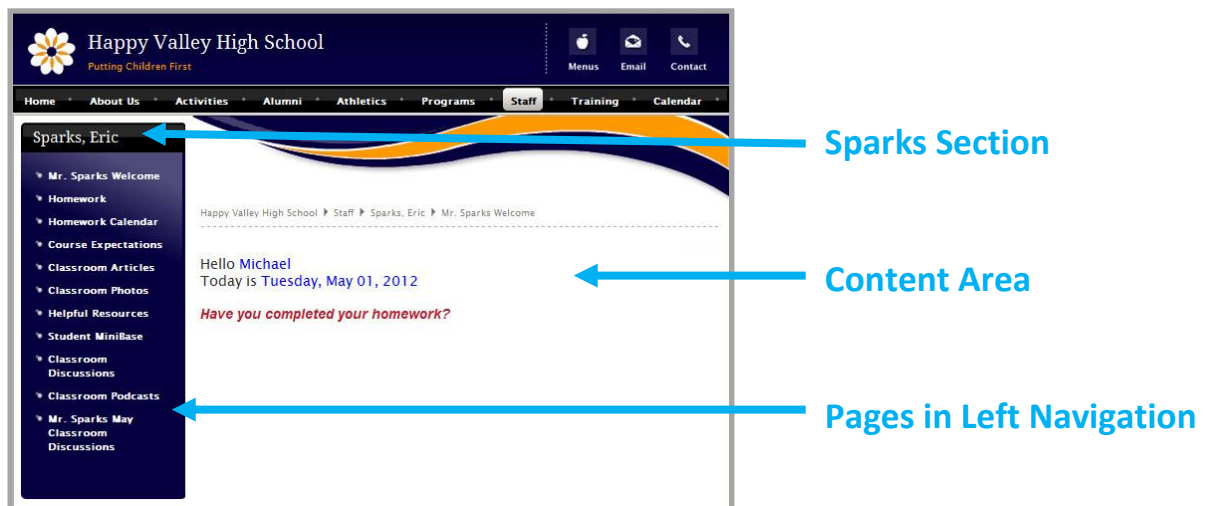 Happy Valley High School
Putting Children First
Menus Email Contact
Home About Us Activities Alumni Athletics Programs Staff Training Calendar
Sparks, Eric
Mr. Sparks Welcome
Homework
Homework Calendar
Course Expectations
Classroom Articles
Classroom Photos
Helpful Resources
Student MiniBase
Classroom
Discussions
Classroom Podcasts
Mr. Sparks May
Classroom
Discussions
Happy Valley High School Staff Sparks, Eric Mr. Sparks Welcome
Hello Michael
Today is Tuesday, May 01, 2012
Have you completed your homework?
Sparks Section
Content Area
Pages in Left Navigation